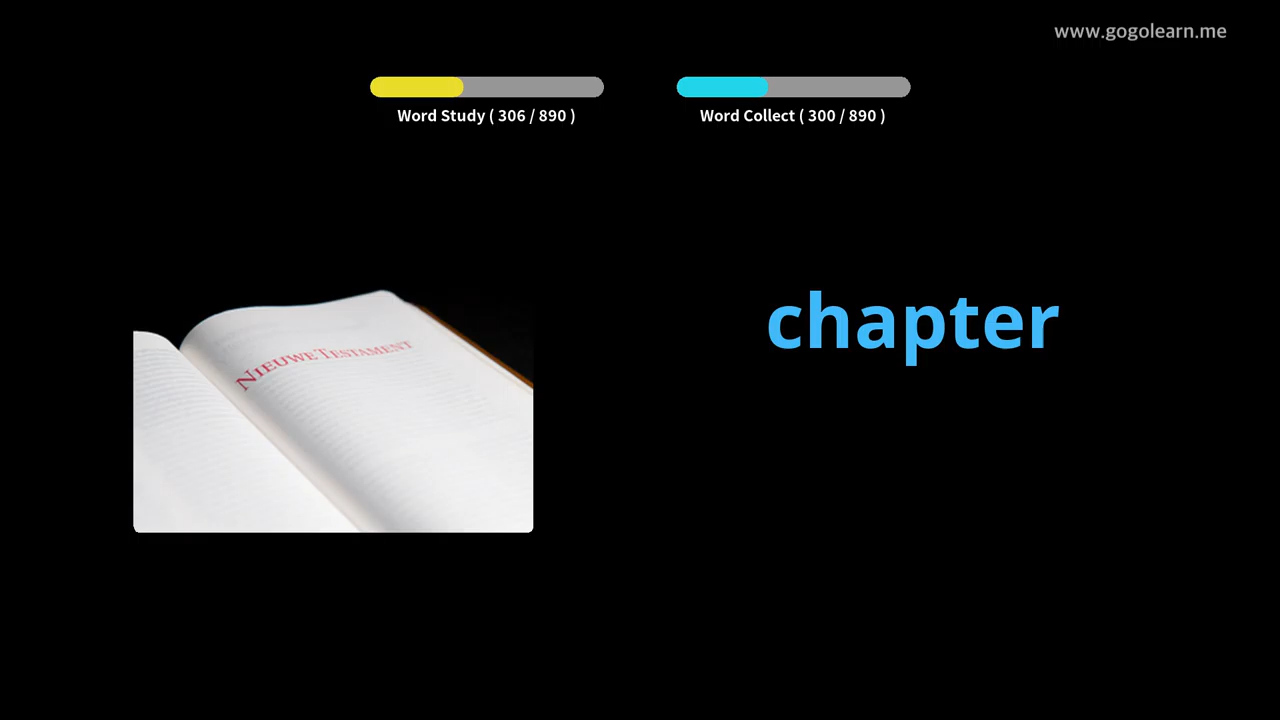 www.gogolearn.me
Word Study ( 306 / 890 )
Word Collect ( 300 / 890 )
NIEUWE TESTAMENT
chapter